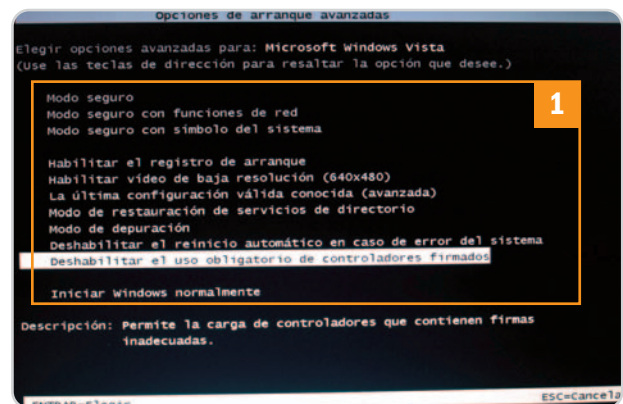 Opciones de arranque avanzadas
Elegir opciones avanzadas para: Microsoft Windows Vista
(Use las teclas de dirección para resaltar la opción que desee.)
1
Modo seguro
Modo seguro con funciones de red
Modo seguro con símbolo del sistema
Habilitar el registro de arranque
Habilitar vídeo de baja resolución (640x480)
La última configuración válida conocida (avanzada)
Modo de restauración de servicios de directorio
Modo de depuración
Deshabilitar el reinicio automático en caso de error del sistema
Deshabilitar el uso obligatorio de controladores firmados
Iniciar Windows normalmente
Descripción: Permite la carga de controladores que contienen firmas
inadecuadas.
ESC=Cancela